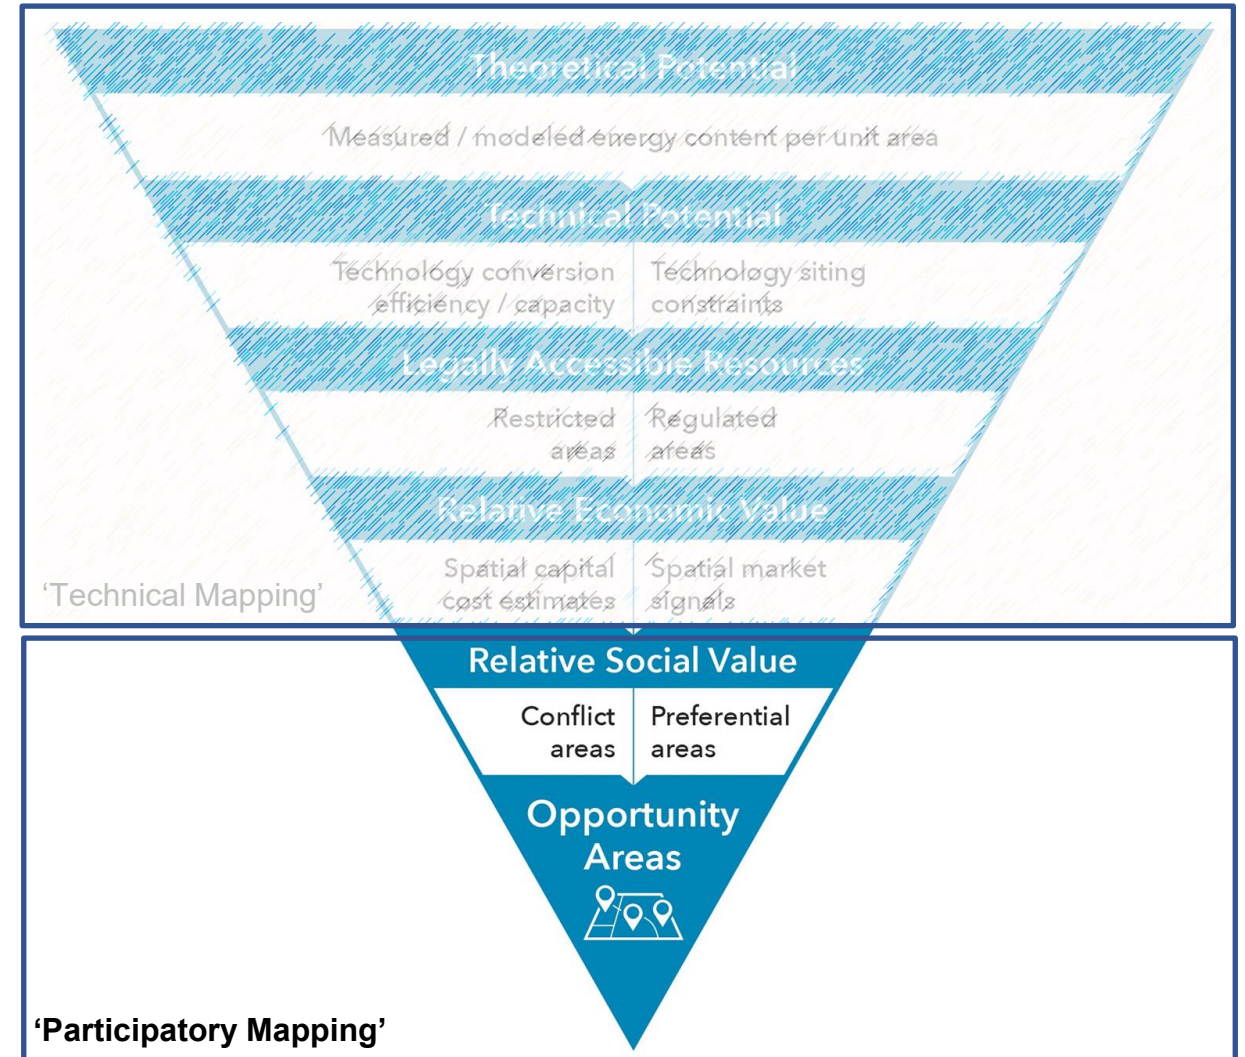 Theoretical Potential
Measured / modeled energy content per unit area
Technical Potential
Technology conversion
efficiency / capacity
Technology siting
constraints
Legally Accessible Resources
Restricted
areas
Regulated
areas
Relative Economic Value
Spatial capital
cost estimates
Spatial market
signals
‘Technical Mapping’
Relative Social Value
Conflict
areas
Preferential
areas
Opportunity
Areas
‘Participatory Mapping’